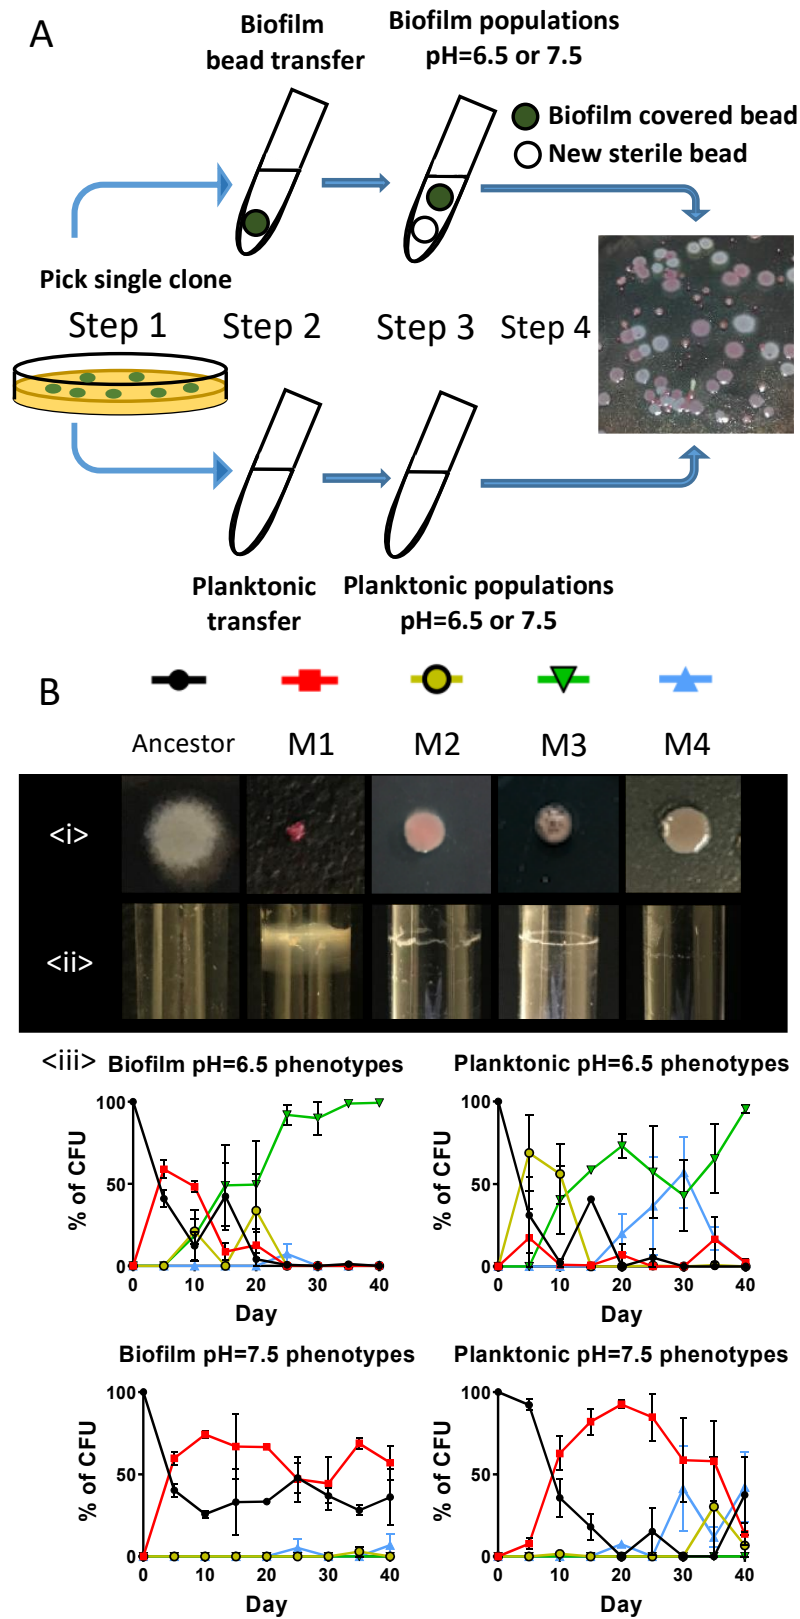 A
Biofilm
bead transfer
Biofilm populations
pH=6.5 or 7.5
Biofilm covered bead
New sterile bead
Pick single clone
Step 1
Step 2
Step 3
Step 4
Planktonic
transfer
Planktonic populations
pH=6.5 or 7.5
B
Ancestor
M1
M2
M3
M4
<i>
<ii>
<iii>
Biofilm pH=6.5 phenotypes
% of CFU
100
50
0
0 10 20 30 40
Day
Planktonic pH=6.5 phenotypes
% of CFU
100
50
0
0 10 20 30 40
Day
Biofilm pH=7.5 phenotypes
% of CFU
100
50
0
0 10 20 30 40
Day
Planktonic pH=7.5 phenotypes
% of CFU
100
50
0
0 10 20 30 40
Day